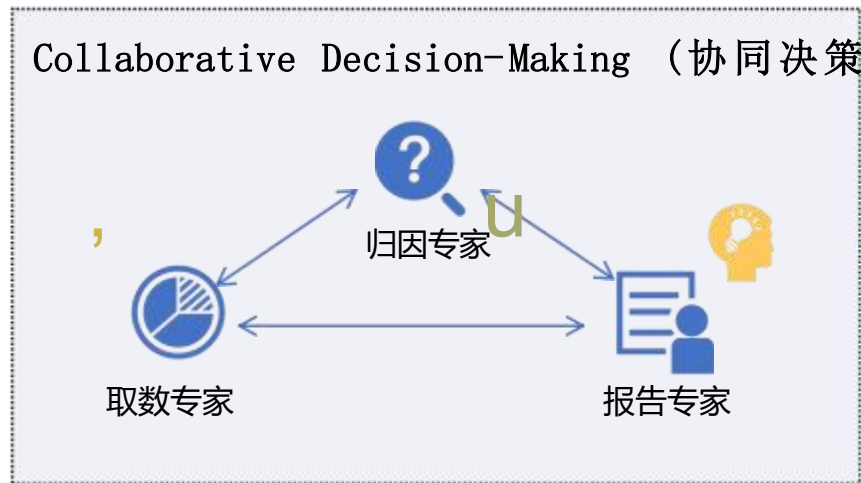 Collaborative Decision-Making (协同决策
?
u
归因专家
,
取数专家
报告专家